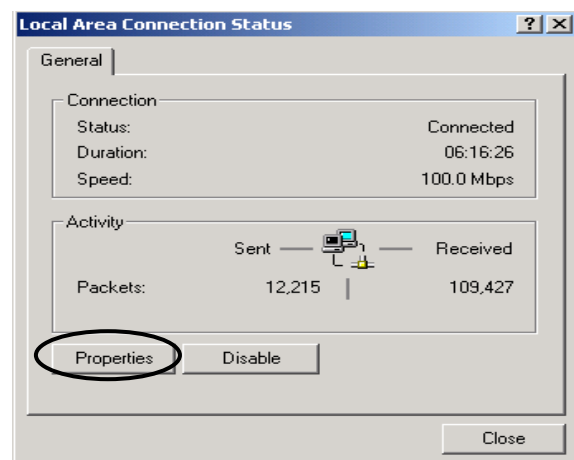 Local Area Connection Status
General
Connection
Status: Connected
Duration: 06:16:26
Speed: 100.0 Mbps
Activity
Sent Received
Packets: 12,215 109,427
Properties Disable
Close